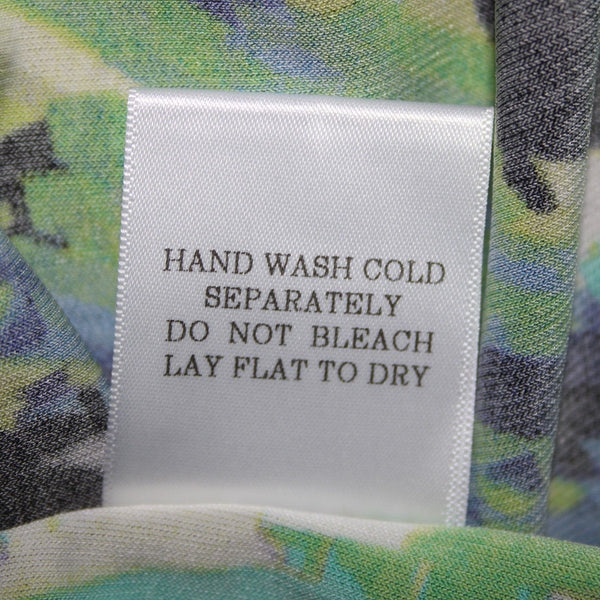 HAND WASH COLD
SEPARATELY
DO NOT BLEACH
LAY FLAT TO DRY